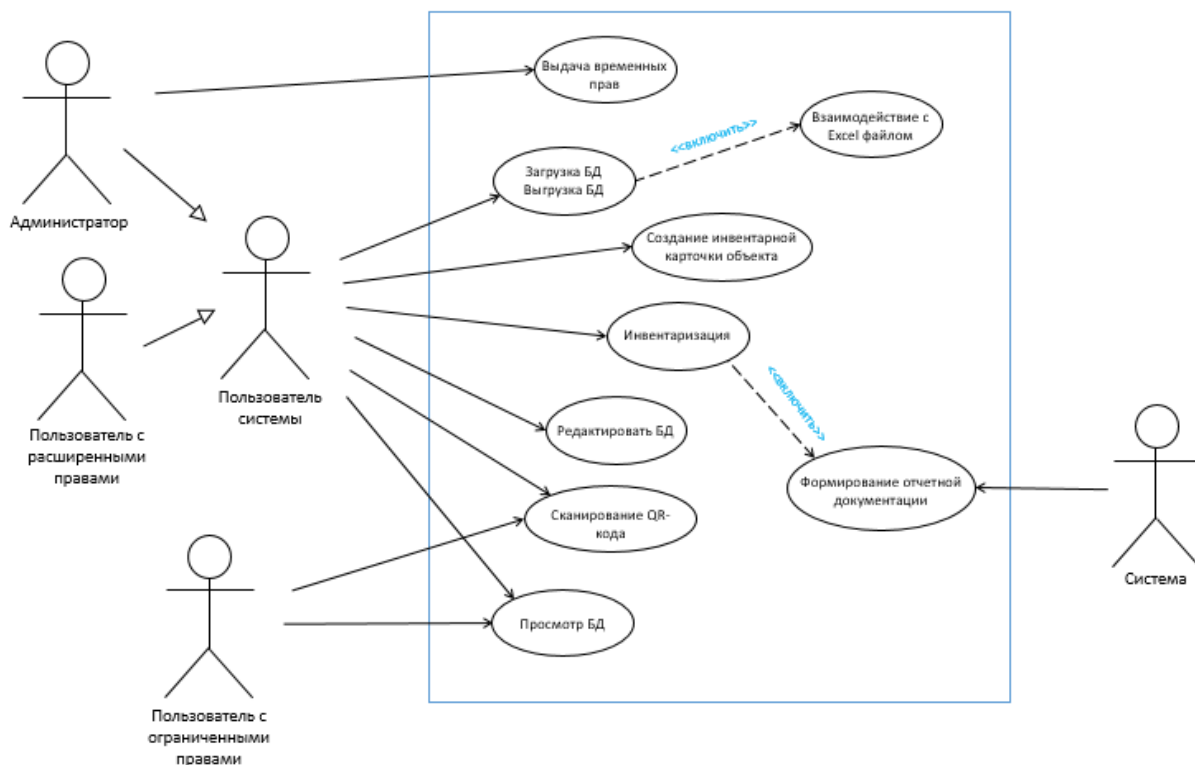 Выдача временных
прав
Взаимодействие с
Excel файлом
<<включить>>
Загрузка БД
Выгрузка БД
Администратор
Создание инвентарной
карточки объекта
Инвентаризация
<<включить>>
Пользователь
системы
Пользователь с
расширенными
правами
Редактировать БД
Формирование отчетной
документации
Сканирование QR-
кода
Система
Просмотр БД
Пользователь с
ограниченными
правами